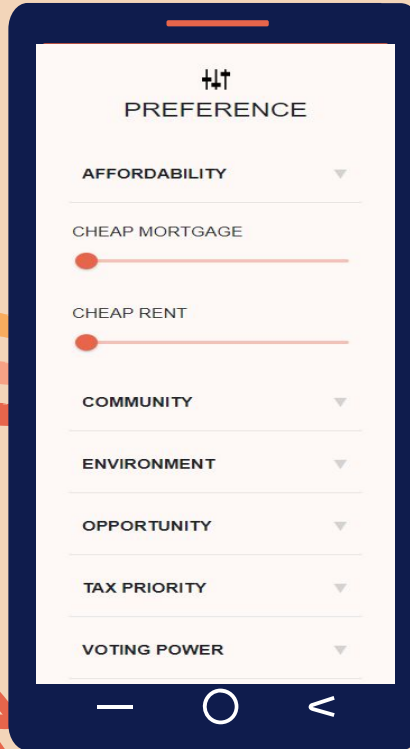 PREFERENCE
AFFORDABILITY
CHEAP MORTGAGE
CHEAP RENT
COMMUNITY
ENVIRONMENT
OPPORTUNITY
TAX PRIORITY
VOTING POWER